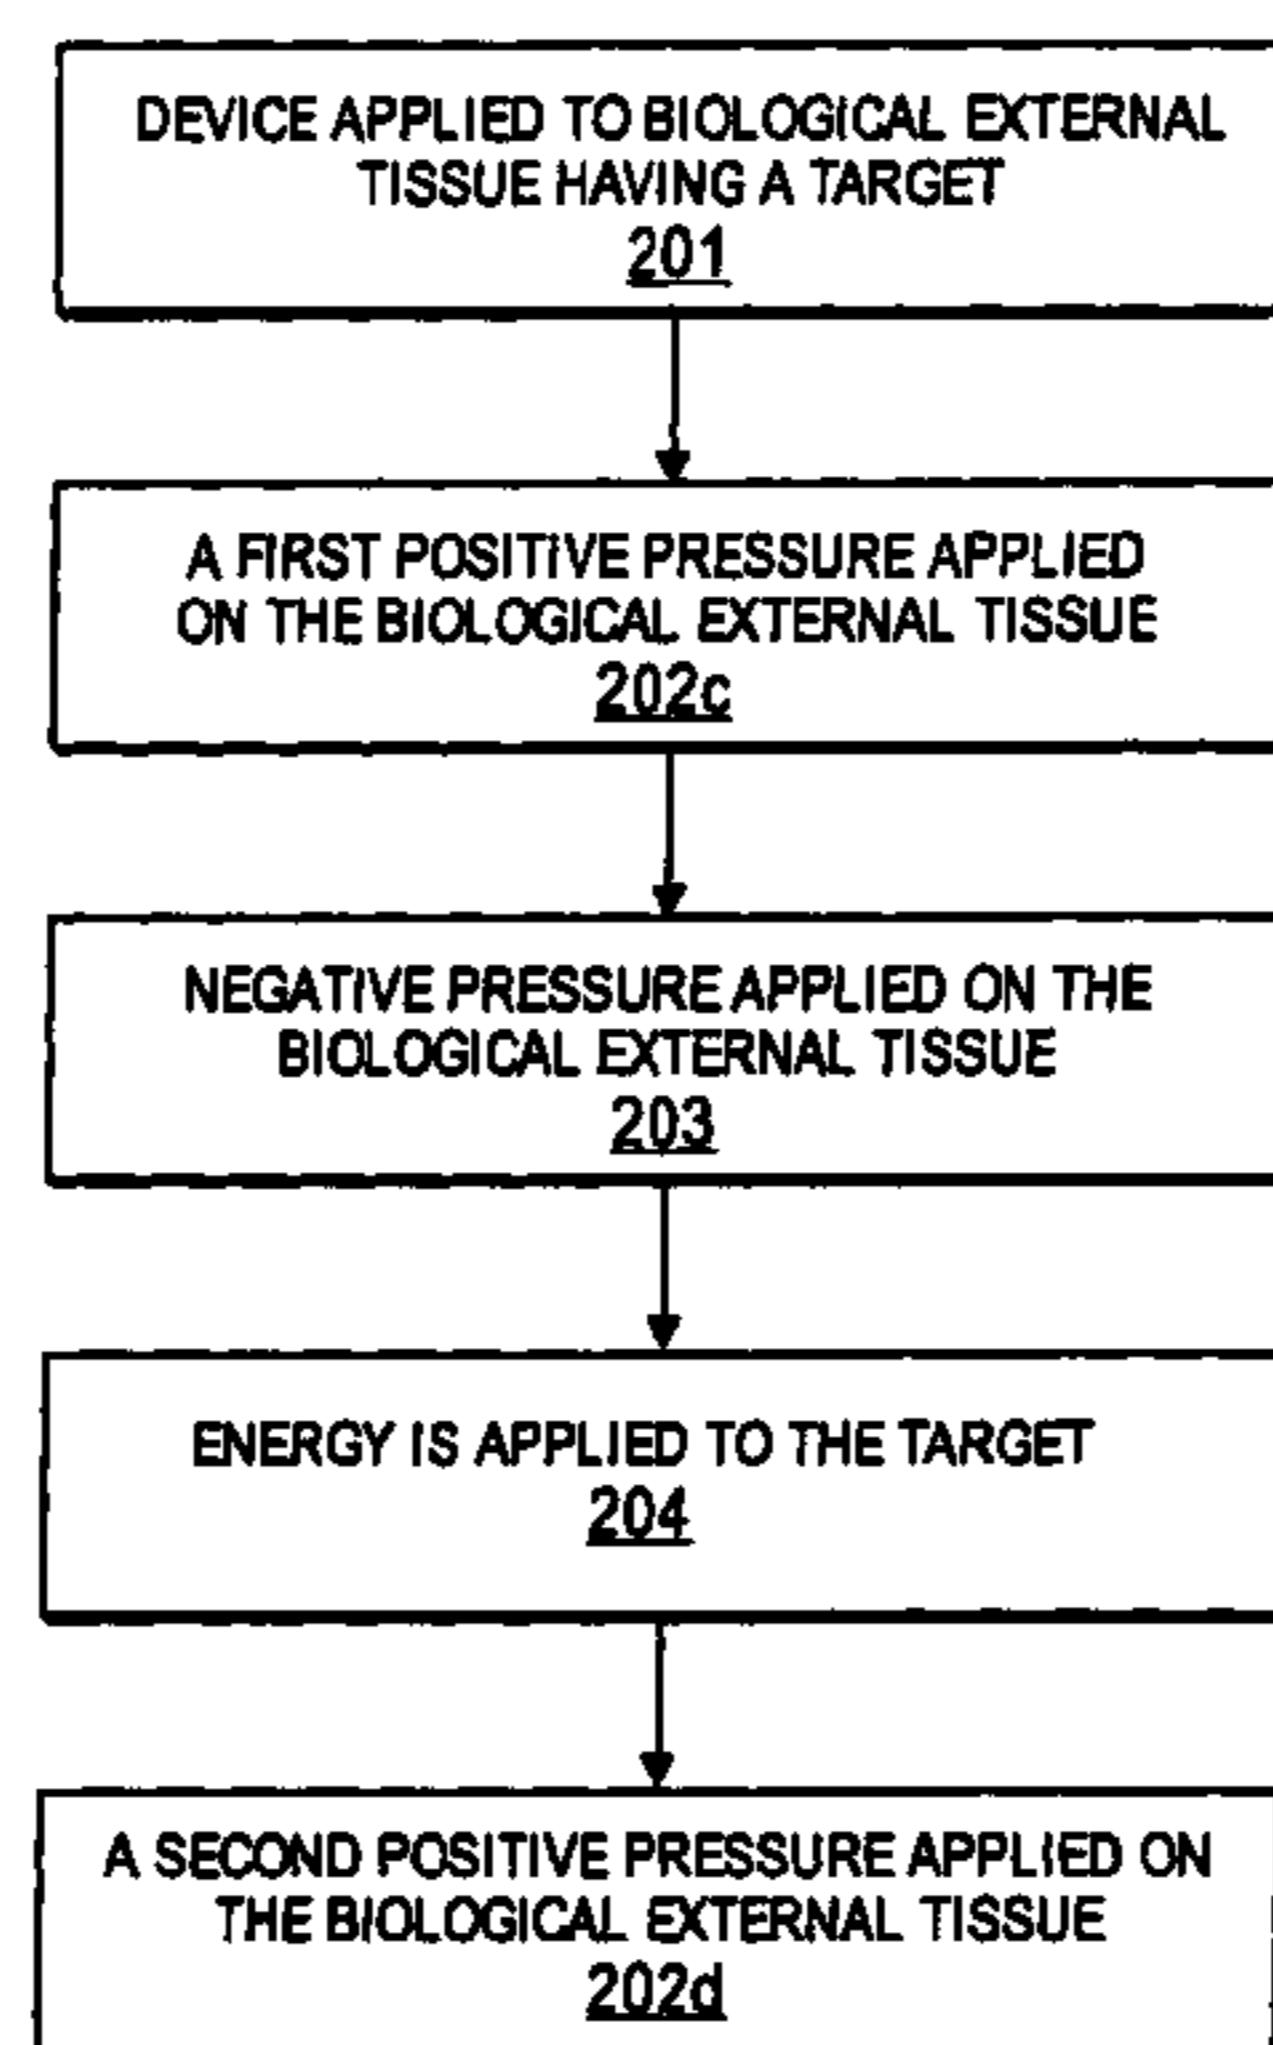 DEVICE APPLIED TO BIOLOGICAL EXTERNAL
TISSUE HAVING A TARGET
201
A FIRST POSITIVE PRESSURE APPLIED
ON THE BIOLOGICAL EXTERNAL TISSUE
202c
NEGATIVE PRESSURE APPLIED ON THE
BIOLOGICAL EXTERNAL TISSUE
203
ENERGY IS APPLIED TO THE TARGET
204
A SECOND POSITIVE PRESSURE APPLIED ON
THE BIOLOGICAL EXTERNAL TISSUE
202d